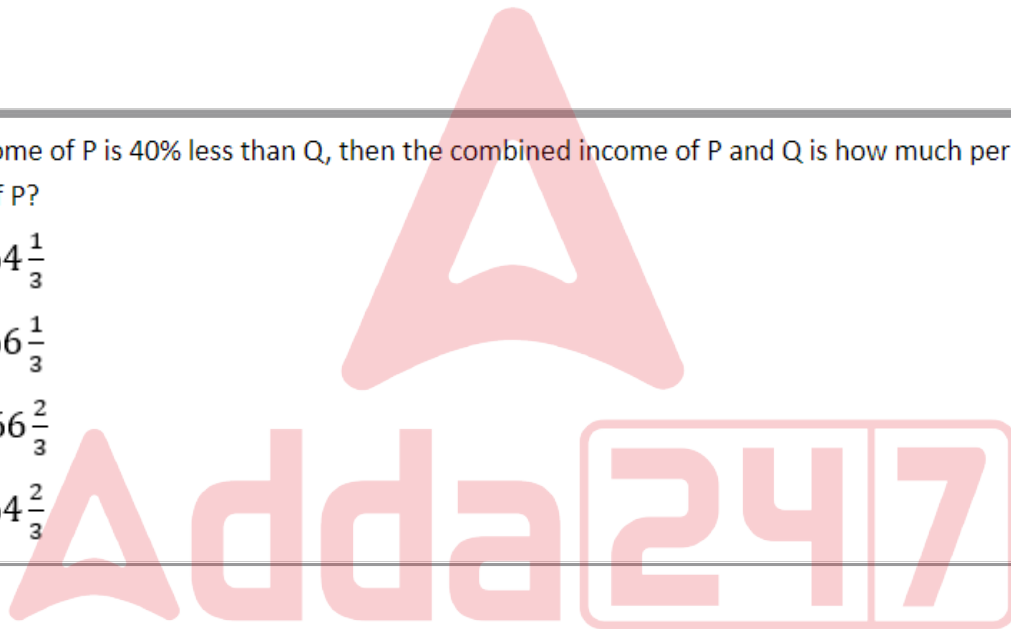 ome of P is 40% less than Q, then the combined income of P and Q is how much per
f P?
4 1/3
6 1/3
6 2/3
4 2/3
Adda247